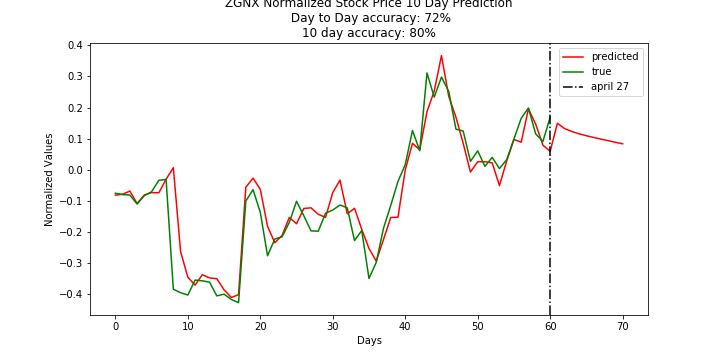 ZGNX Normalized Stock Price 10 Day Prediction
Day to Day accuracy: 72%
10 day accuracy: 80%
predicted
true
april 27
Normalized Values
0.4
0.3
0.2
0.1
0.0
−0.1
−0.2
−0.3
−0.4
0 10 20 30 40 50 60 70
Days